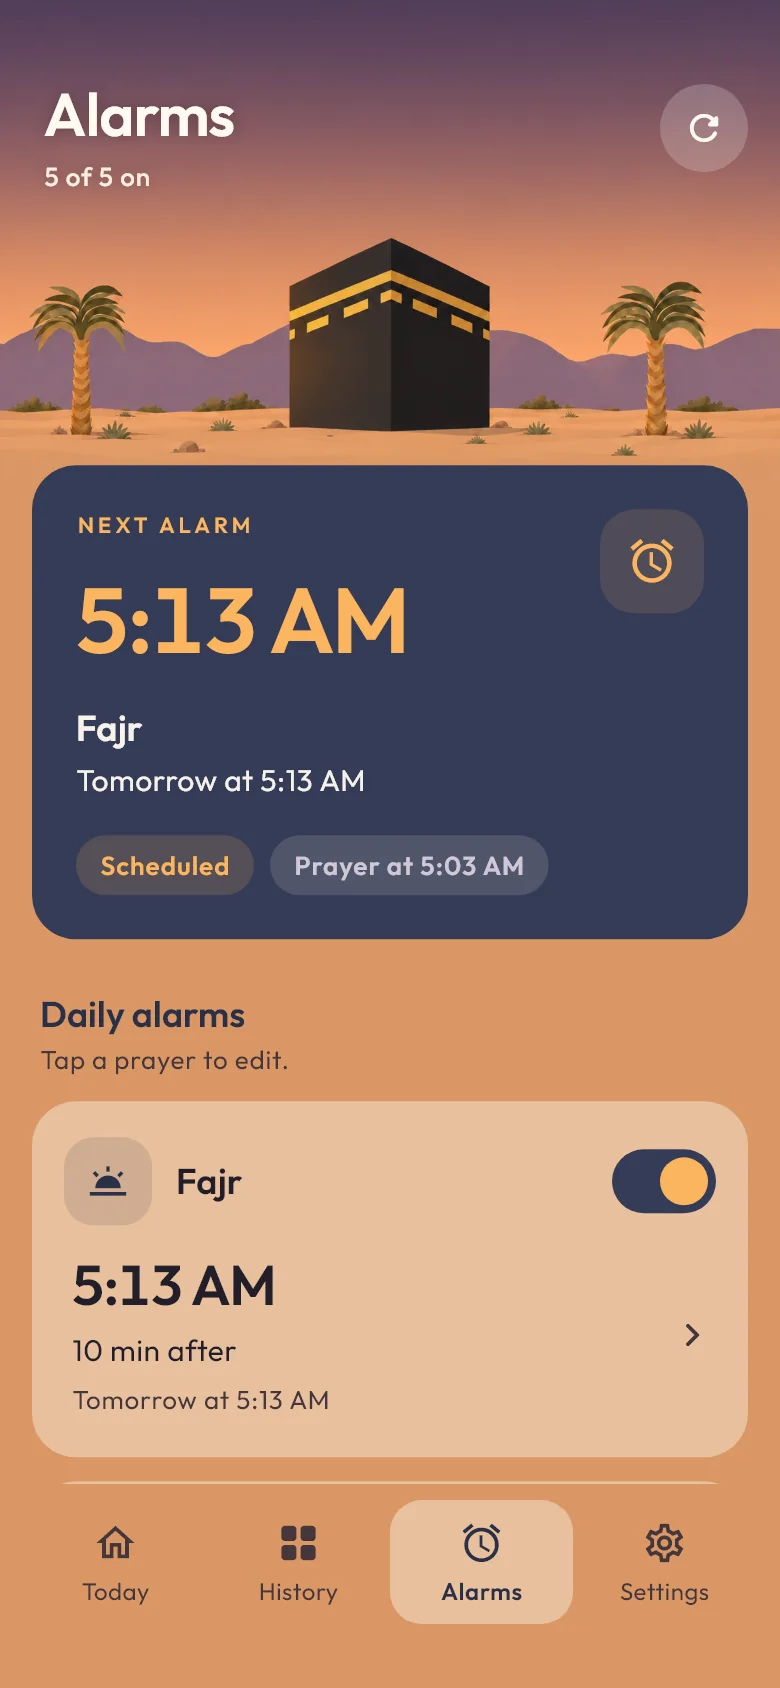 Alarms
5 of 5 on
NEXT ALARM
5:13 AM
Fajr
Tomorrow at 5:13 AM
Scheduled
Prayer at 5:03 AM
Daily alarms
Tap a prayer to edit.
Fajr
5:13 AM
10 min after
Tomorrow at 5:13 AM
Today
History
Alarms
Settings